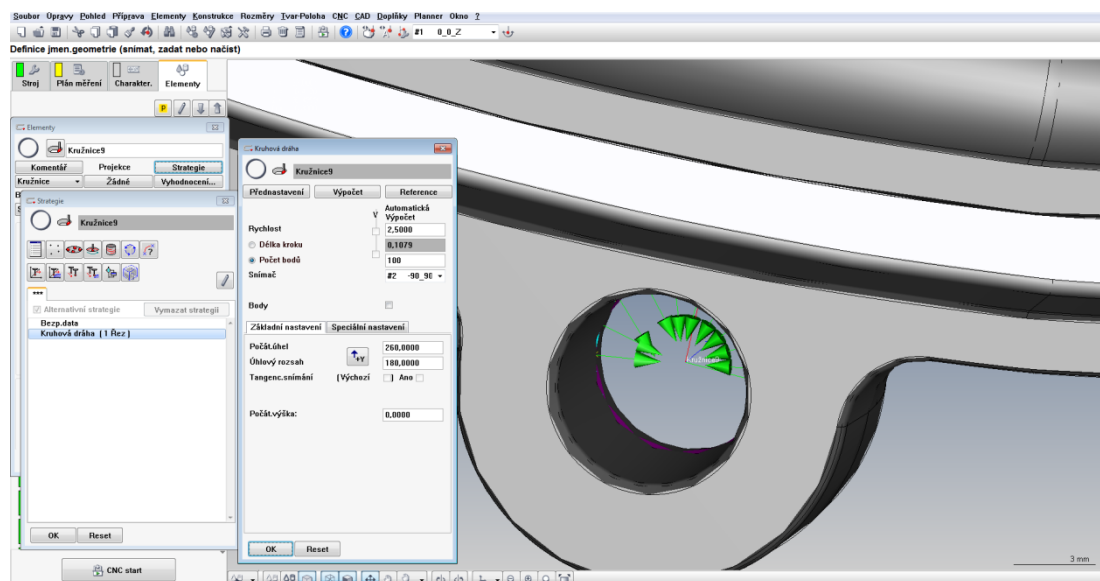 Soubor Úpravy Pohled Příprava Elementy Konstrukce Rozměry Tvar-Poloha CNC CAD Doplňky Planner Okno ?
#1 0_0_Z
Definice jmen.geometrie (snímat, zadat nebo načíst)
Stroj Plán měření Charakter. Elementy
P
Elementy
Kružnice9
Komentář Projekce Strategie
Kružnice Žádné Vyhodnocení...
Strategie
Kružnice9
***
Alternativní strategie Vymazat strategii
Bezp.data
Kruhová dráha ( 1 Řez )
OK Reset
CNC start
Kruhová dráha
Kružnice9
Přednastavení Výpočet Reference
V Automatická
Výpočet
Rychlost 2,5000
Délka kroku 0,1079
Počet bodů 100
Snímač #2 -90_90
Body
Základní nastavení Speciální nastavení
Počát.úhel 260,0000
Úhlový rozsah +Y 180,0000
Tangenc.snímání (Výchozí ) Ano
Počát.výška: 0,0000
OK Reset
Kružnice9
3 mm